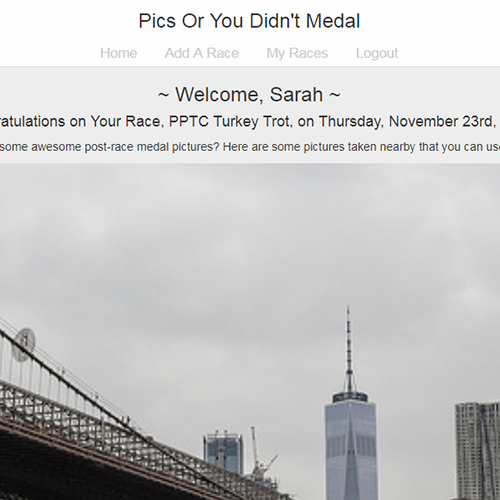 Pics Or You Didn't Medal
Home Add A Race My Races Logout
~ Welcome, Sarah ~
ratulations on Your Race, PPTC Turkey Trot, on Thursday, November 23rd,
some awesome post-race medal pictures? Here are some pictures taken nearby that you can us